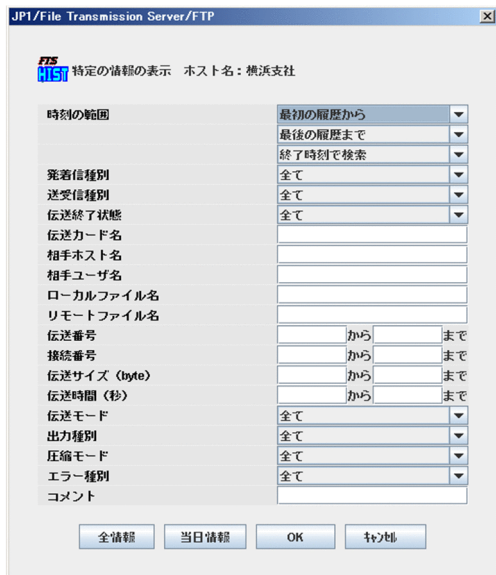 JP1/File Transmission Server/FTP
FTS
HIST 特定の情報の表示 ホスト名：横浜支社
時刻の範囲 最初の履歴から
最後の履歴まで
終了時刻で検索
発着信種別 全て
送受信種別 全て
伝送終了状態 全て
伝送カード名
相手ホスト名
相手ユーザ名
ローカルファイル名
リモートファイル名
伝送番号 から まで
接続番号 から まで
伝送サイズ（byte） から まで
伝送時間（秒） から まで
伝送モード 全て
出力種別 全て
圧縮モード 全て
エラー種別 全て
コメント
全情報 当日情報 OK ｷｬﾝｾﾙ